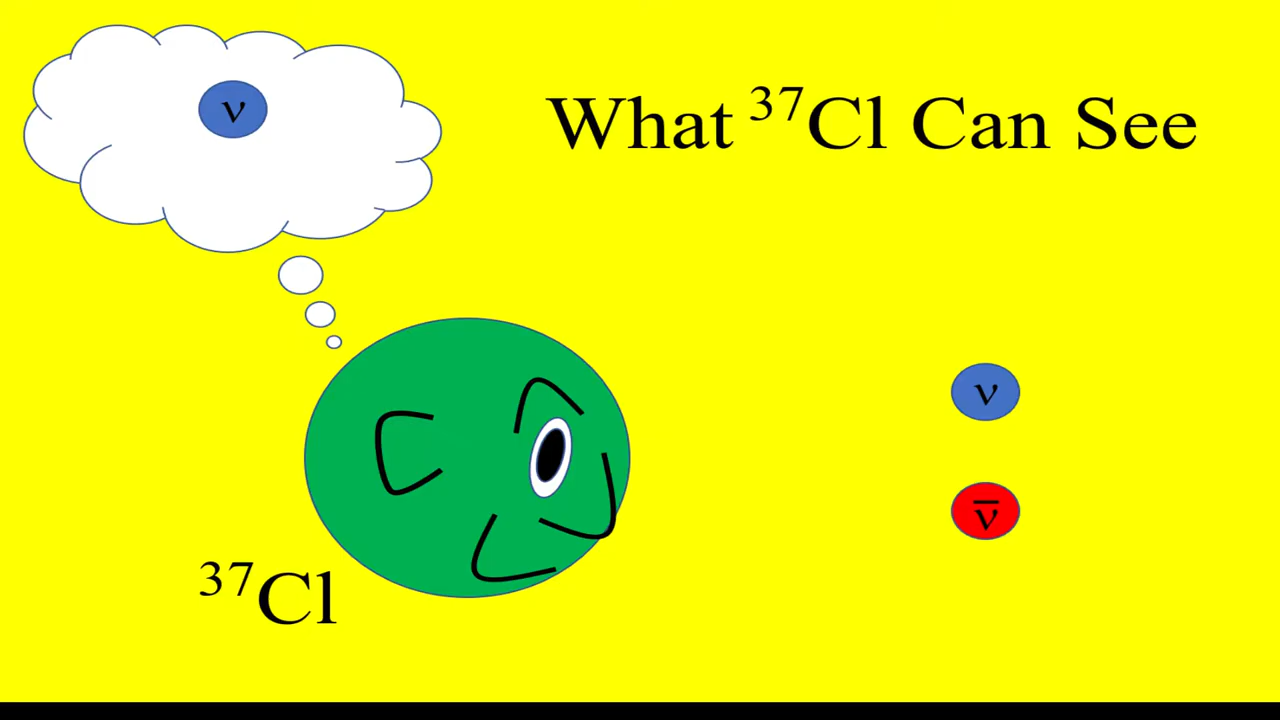 ν
What ³⁷Cl Can See
ν
ν̅
³⁷Cl